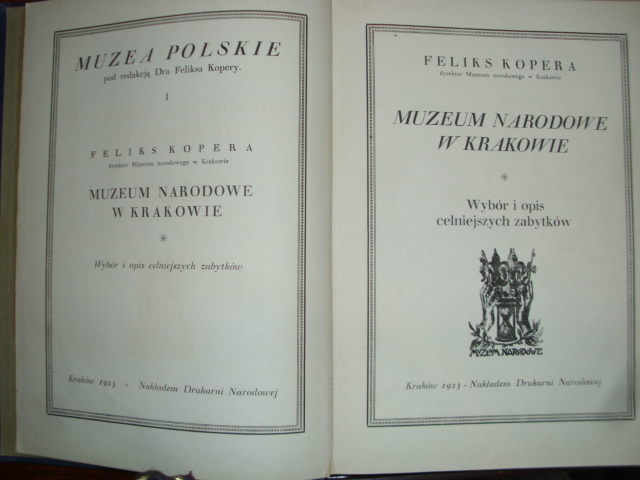 MUZEA POLSKIE
pod redakcją Dra Feliksa Kopery.
I
FELIKS KOPERA
dyrektor Muzeum narodowego w Krakowie
MUZEUM NARODOWE
W KRAKOWIE
*
Wybór i opis celniejszych zabytków
Kraków 1923 - Nakładem Drukarni Narodowej
FELIKS KOPERA
dyrektor Muzeum narodowego w Krakowie
MUZEUM NARODOWE
W KRAKOWIE
*
Wybór i opis
celniejszych zabytków
MUZEM NARODOWE
Kraków 1923 - Nakładem Drukarni Narodowej